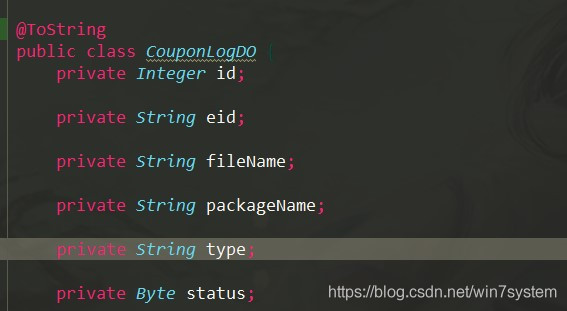 @ToString
public class CouponLogDO {
private Integer id;
private String eid;
private String fileName;
private String packageName;
private String type;
private Byte status;
https://blog.csdn.net/win7system